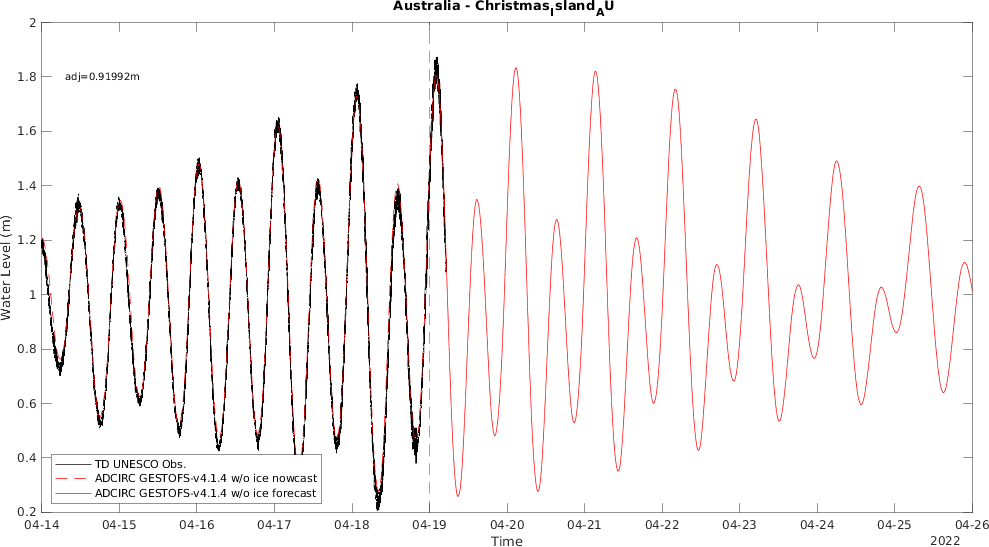 Australia - Christmas_Island_AU
2
1.8
1.6
1.4
1.2
1
0.8
0.6
0.4
0.2
Water Level (m)
adj=0.91992m
TD UNESCO Obs.
ADCIRC GESTOFS-v4.1.4 w/o ice nowcast
ADCIRC GESTOFS-v4.1.4 w/o ice forecast
04-14 04-15 04-16 04-17 04-18 04-19 04-20 04-21 04-22 04-23 04-24 04-25 04-26
Time
2022